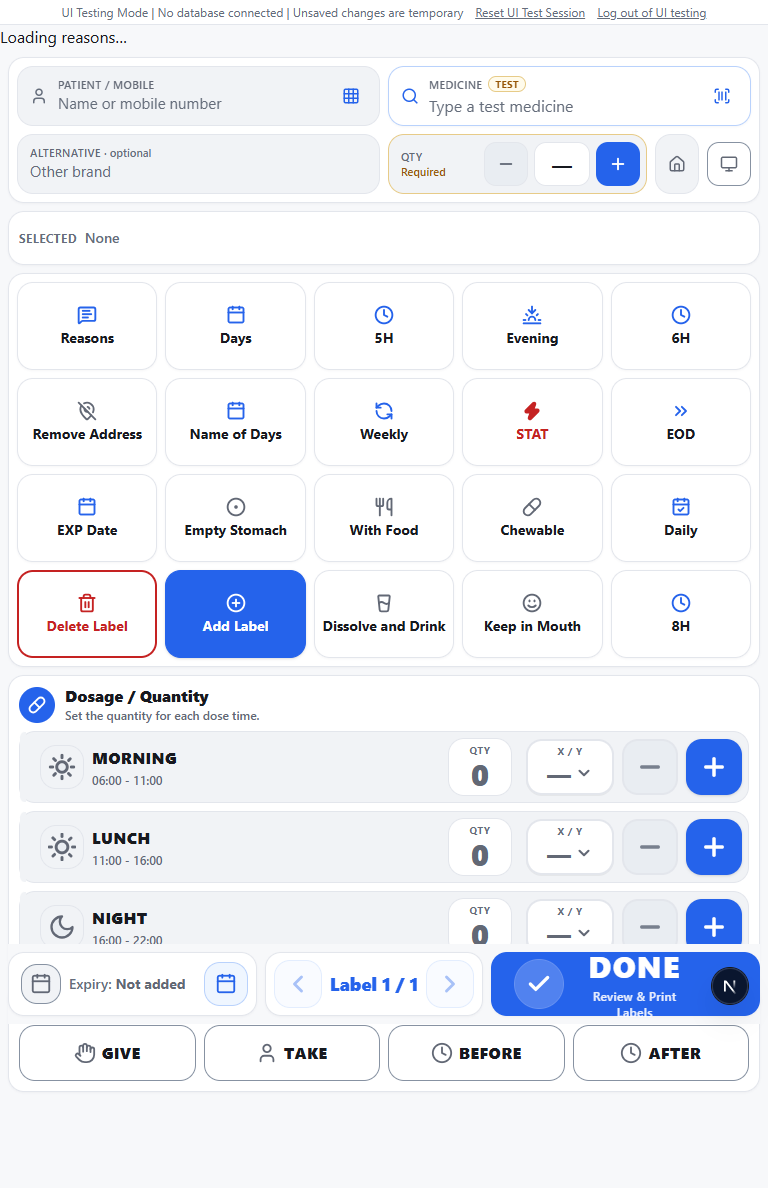 UI Testing Mode | No database connected | Unsaved changes are temporary Reset UI Test Session Log out of UI testing
Loading reasons...
PATIENT / MOBILE
Name or mobile number
MEDICINE TEST
Type a test medicine
ALTERNATIVE · optional
Other brand
QTY
Required
—
SELECTED None
Reasons
Days
5H
Evening
6H
Remove Address
Name of Days
Weekly
STAT
EOD
EXP Date
Empty Stomach
With Food
Chewable
Daily
Delete Label
Add Label
Dissolve and Drink
Keep in Mouth
8H
Dosage / Quantity
Set the quantity for each dose time.
MORNING
06:00 - 11:00
QTY
0
X / Y
—
LUNCH
11:00 - 16:00
QTY
0
X / Y
—
NIGHT
16:00 - 22:00
QTY
0
X / Y
—
Expiry: Not added
Label 1 / 1
DONE
Review & Print
Labels
N
GIVE
TAKE
BEFORE
AFTER